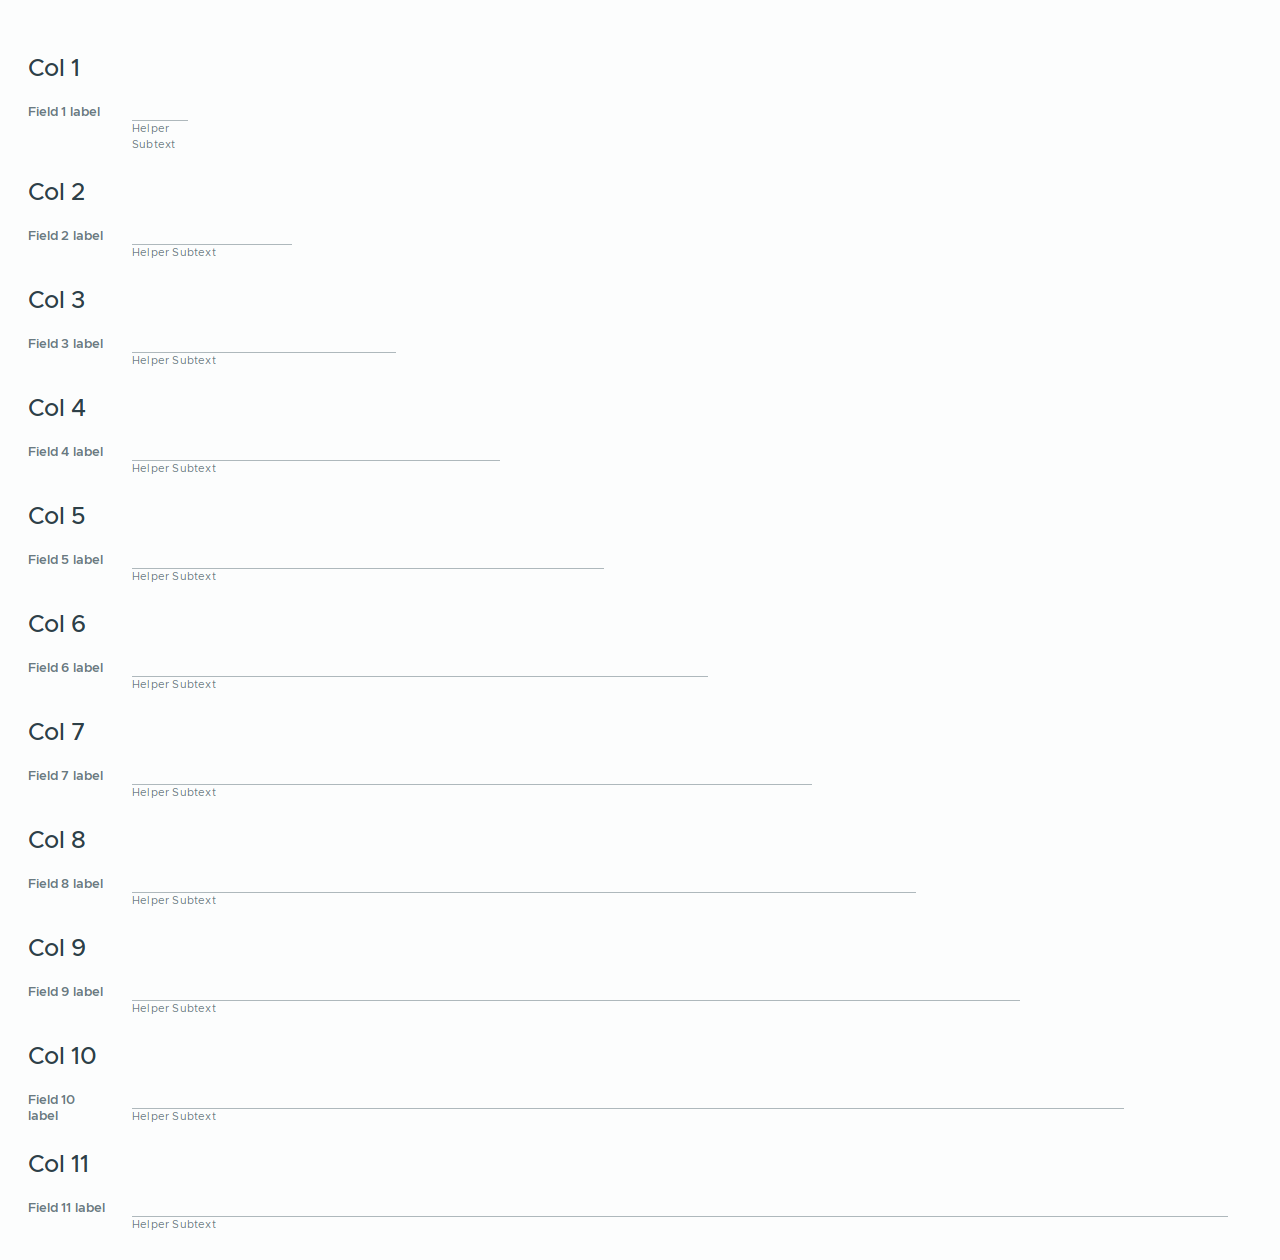 Col 1
Field 1 label
Helper
Subtext
Col 2
Field 2 label
Helper Subtext
Col 3
Field 3 label
Helper Subtext
Col 4
Field 4 label
Helper Subtext
Col 5
Field 5 label
Helper Subtext
Col 6
Field 6 label
Helper Subtext
Col 7
Field 7 label
Helper Subtext
Col 8
Field 8 label
Helper Subtext
Col 9
Field 9 label
Helper Subtext
Col 10
Field 10
label
Helper Subtext
Col 11
Field 11 label
Helper Subtext